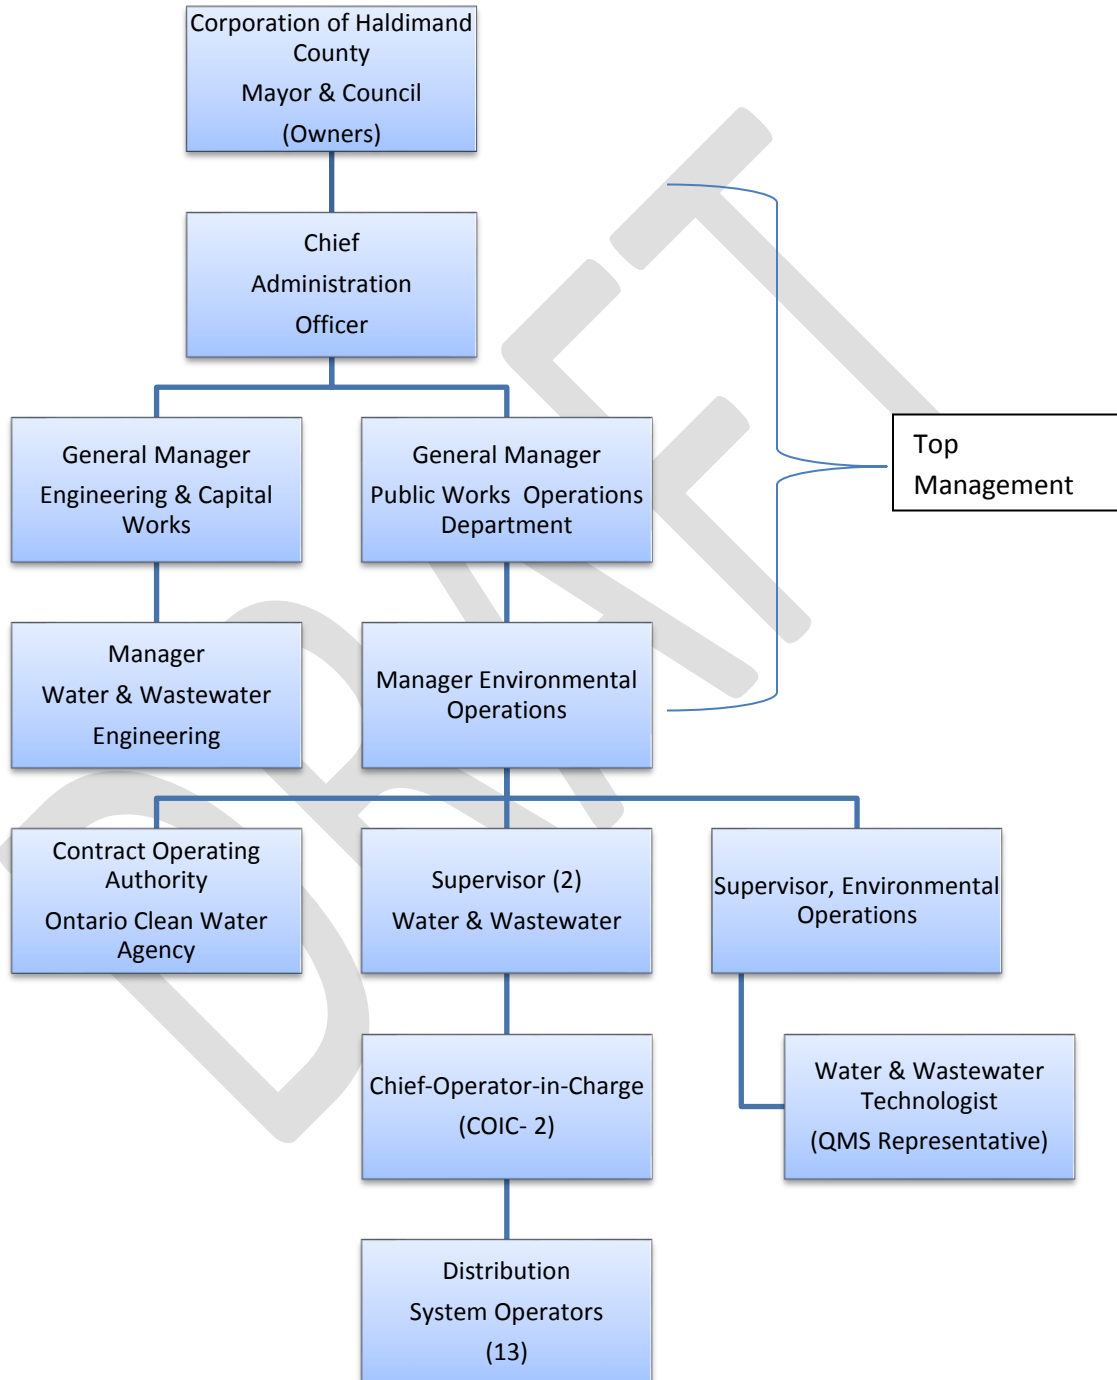 Corporation of Haldimand
County
Mayor & Council
(Owners)
Chief
Administration
Officer
General Manager
Engineering & Capital
Works
General Manager
Public Works  Operations
Department
Top
Management
Manager
Water & Wastewater
Engineering
Manager Environmental
Operations
Contract Operating
Authority
Ontario Clean Water
Agency
Supervisor (2)
Water & Wastewater
Supervisor, Environmental
Operations
Chief-Operator-in-Charge
(COIC- 2)
Water & Wastewater
Technologist
(QMS Representative)
Distribution
System Operators
(13)
DRAFT